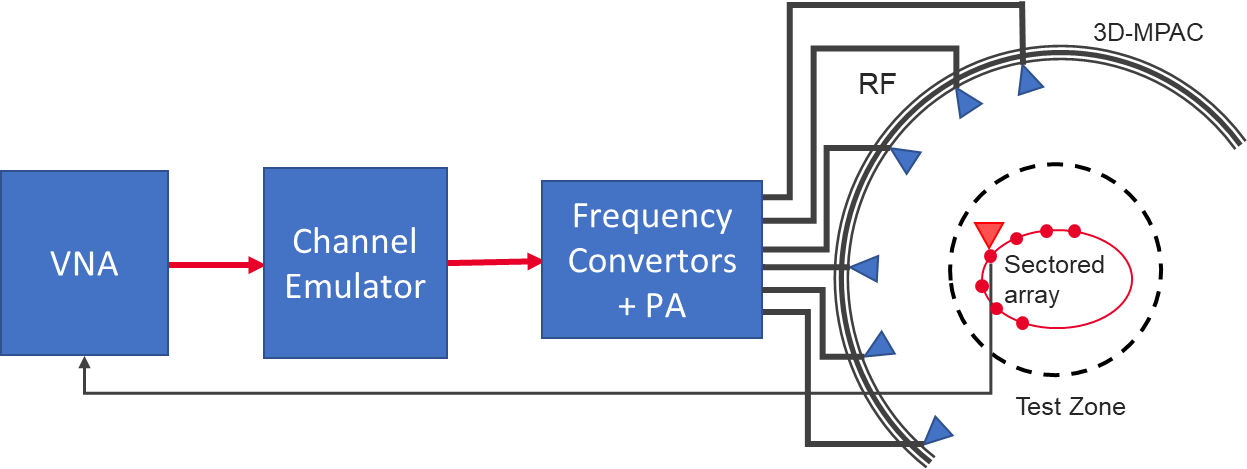 VNA
Channel
Emulator
Frequency
Convertors
+ PA
RF
3D-MPAC
Sectored
array
Test Zone